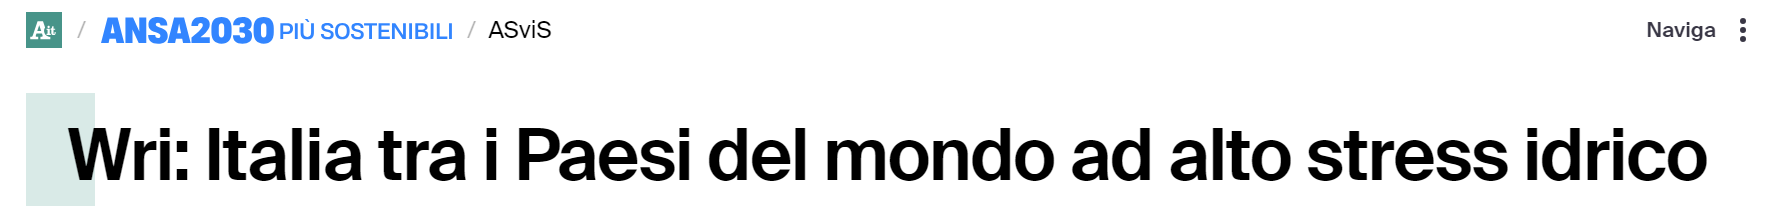 Ait / ANSA2030 PIÙ SOSTENIBILI / ASviS Naviga
Wri: Italia tra i Paesi del mondo ad alto stress idrico